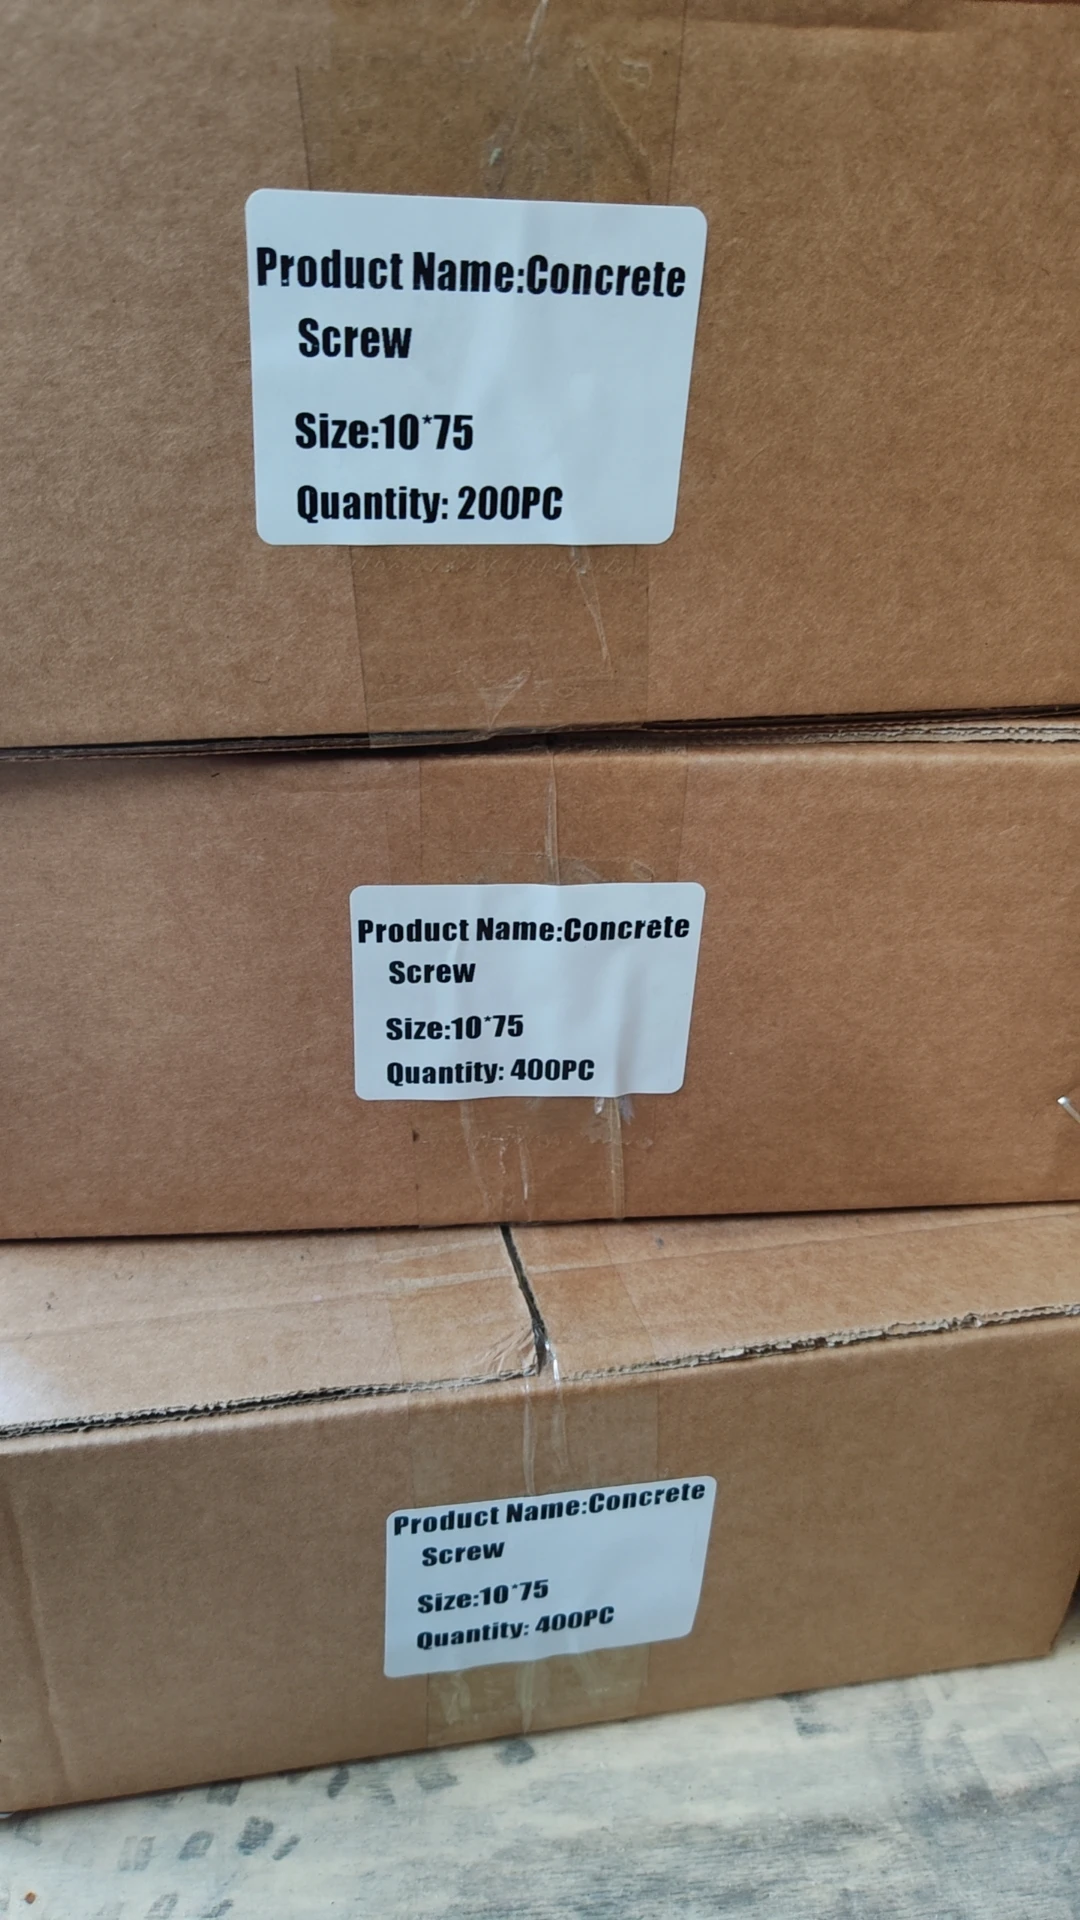 Product Name:Concrete
Screw
Size:10*75
Quantity: 200PC
Product Name:Concrete
Screw
Size:10*75
Quantity: 400PC
Product Name:Concrete
Screw
Size:10*75
Quantity: 400PC